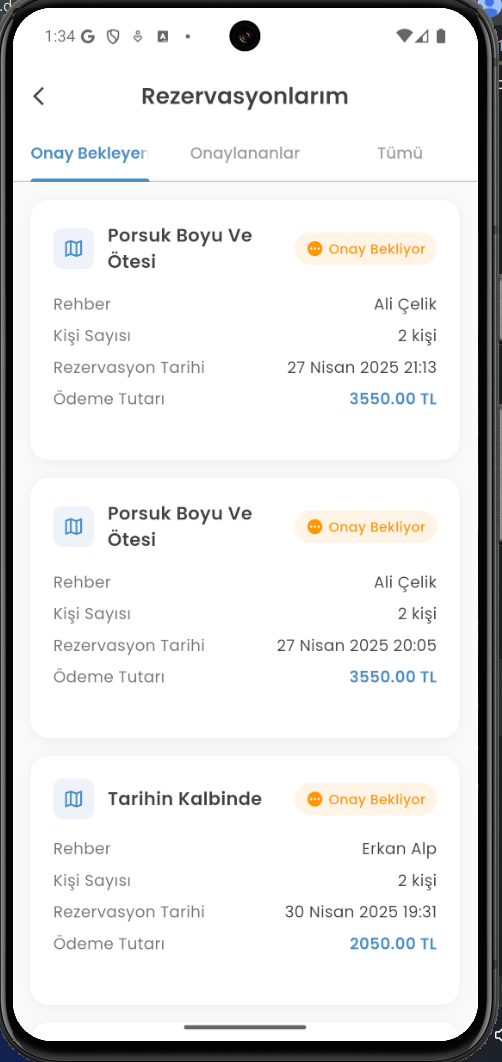 1:34
Rezervasyonlarım
Onay Bekleyen
Onaylananlar
Tümü
Porsuk Boyu Ve
Ötesi
Onay Bekliyor
Rehber
Ali Çelik
Kişi Sayısı
2 kişi
Rezervasyon Tarihi
27 Nisan 2025 21:13
Ödeme Tutarı
3550.00 TL
Porsuk Boyu Ve
Ötesi
Onay Bekliyor
Rehber
Ali Çelik
Kişi Sayısı
2 kişi
Rezervasyon Tarihi
27 Nisan 2025 20:05
Ödeme Tutarı
3550.00 TL
Tarihin Kalbinde
Onay Bekliyor
Rehber
Erkan Alp
Kişi Sayısı
2 kişi
Rezervasyon Tarihi
30 Nisan 2025 19:31
Ödeme Tutarı
2050.00 TL